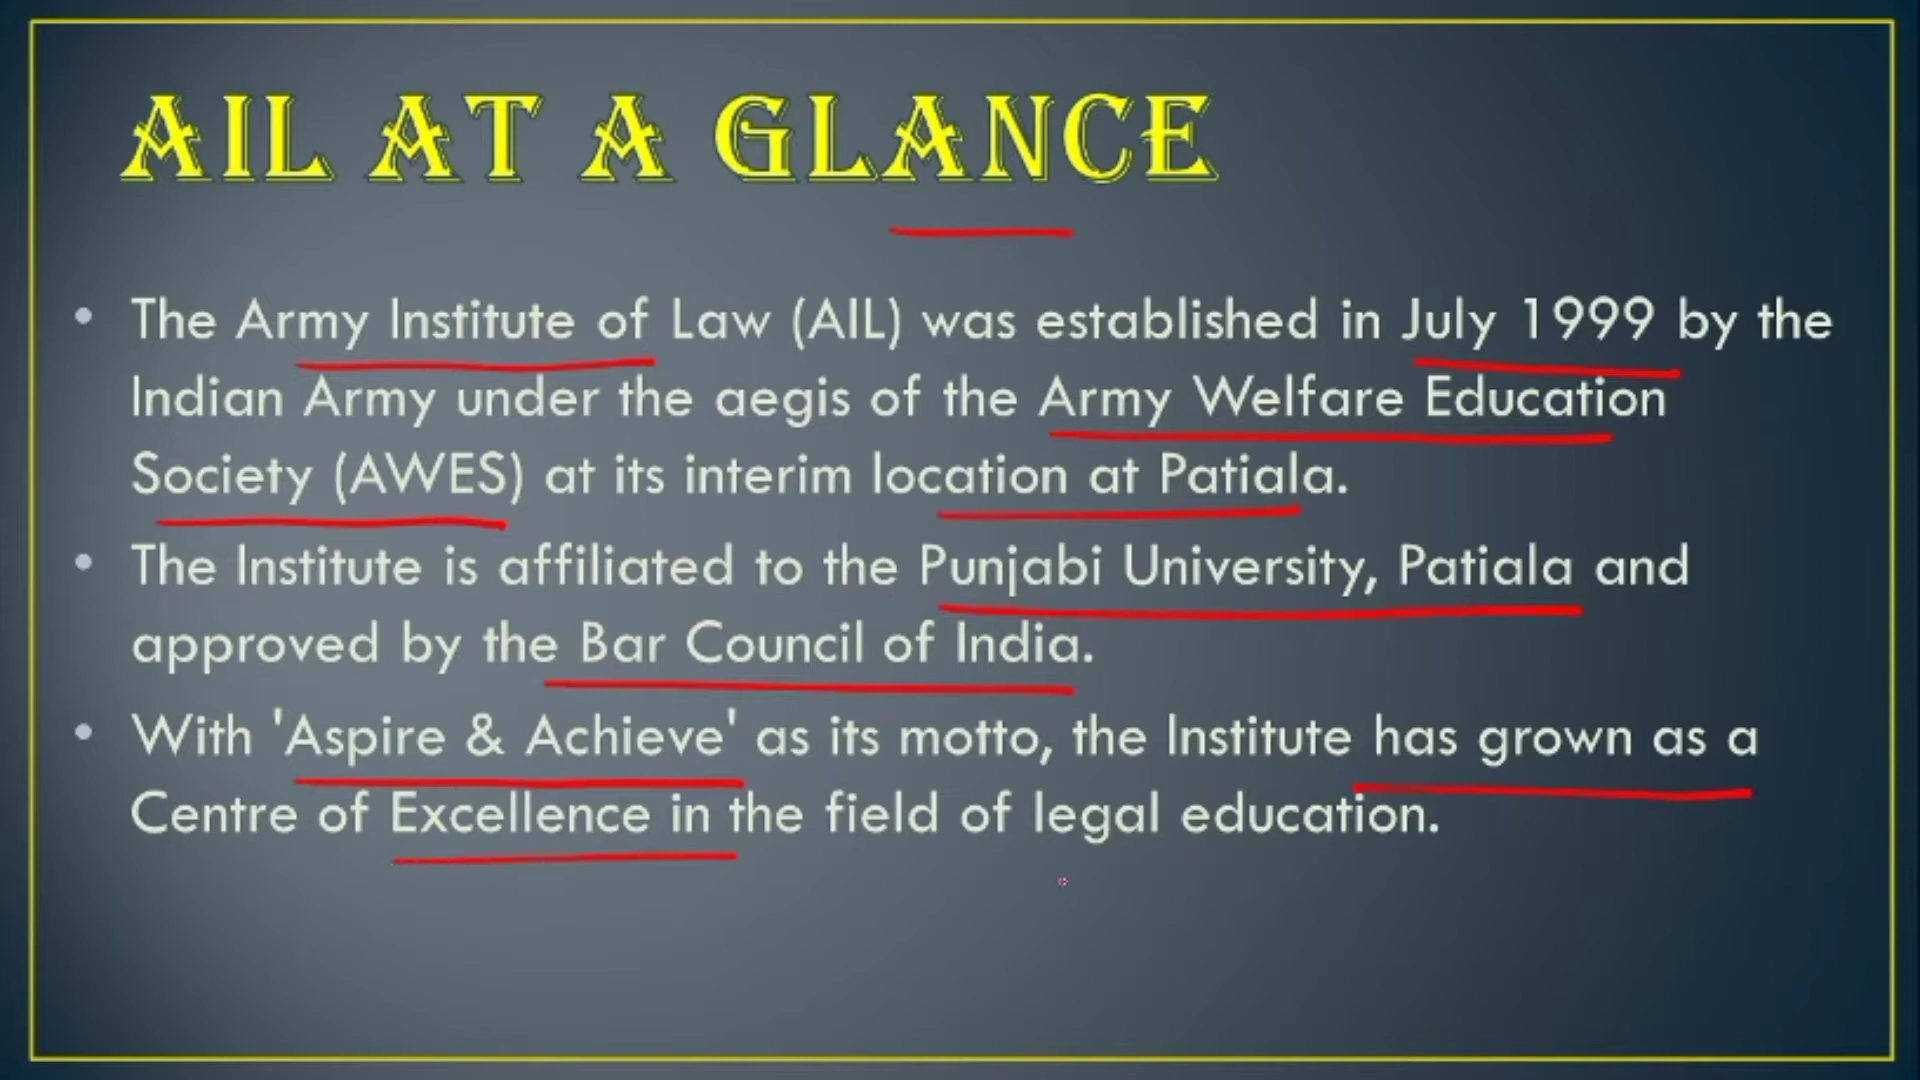 AIL AT A GLANCE
• The Army Institute of Law (AIL) was established in July 1999 by the
Indian Army under the aegis of the Army Welfare Education
Society (AWES) at its interim location at Patiala.
• The Institute is affiliated to the Punjabi University, Patiala and
approved by the Bar Council of India.
• With 'Aspire & Achieve' as its motto, the Institute has grown as a
Centre of Excellence in the field of legal education.